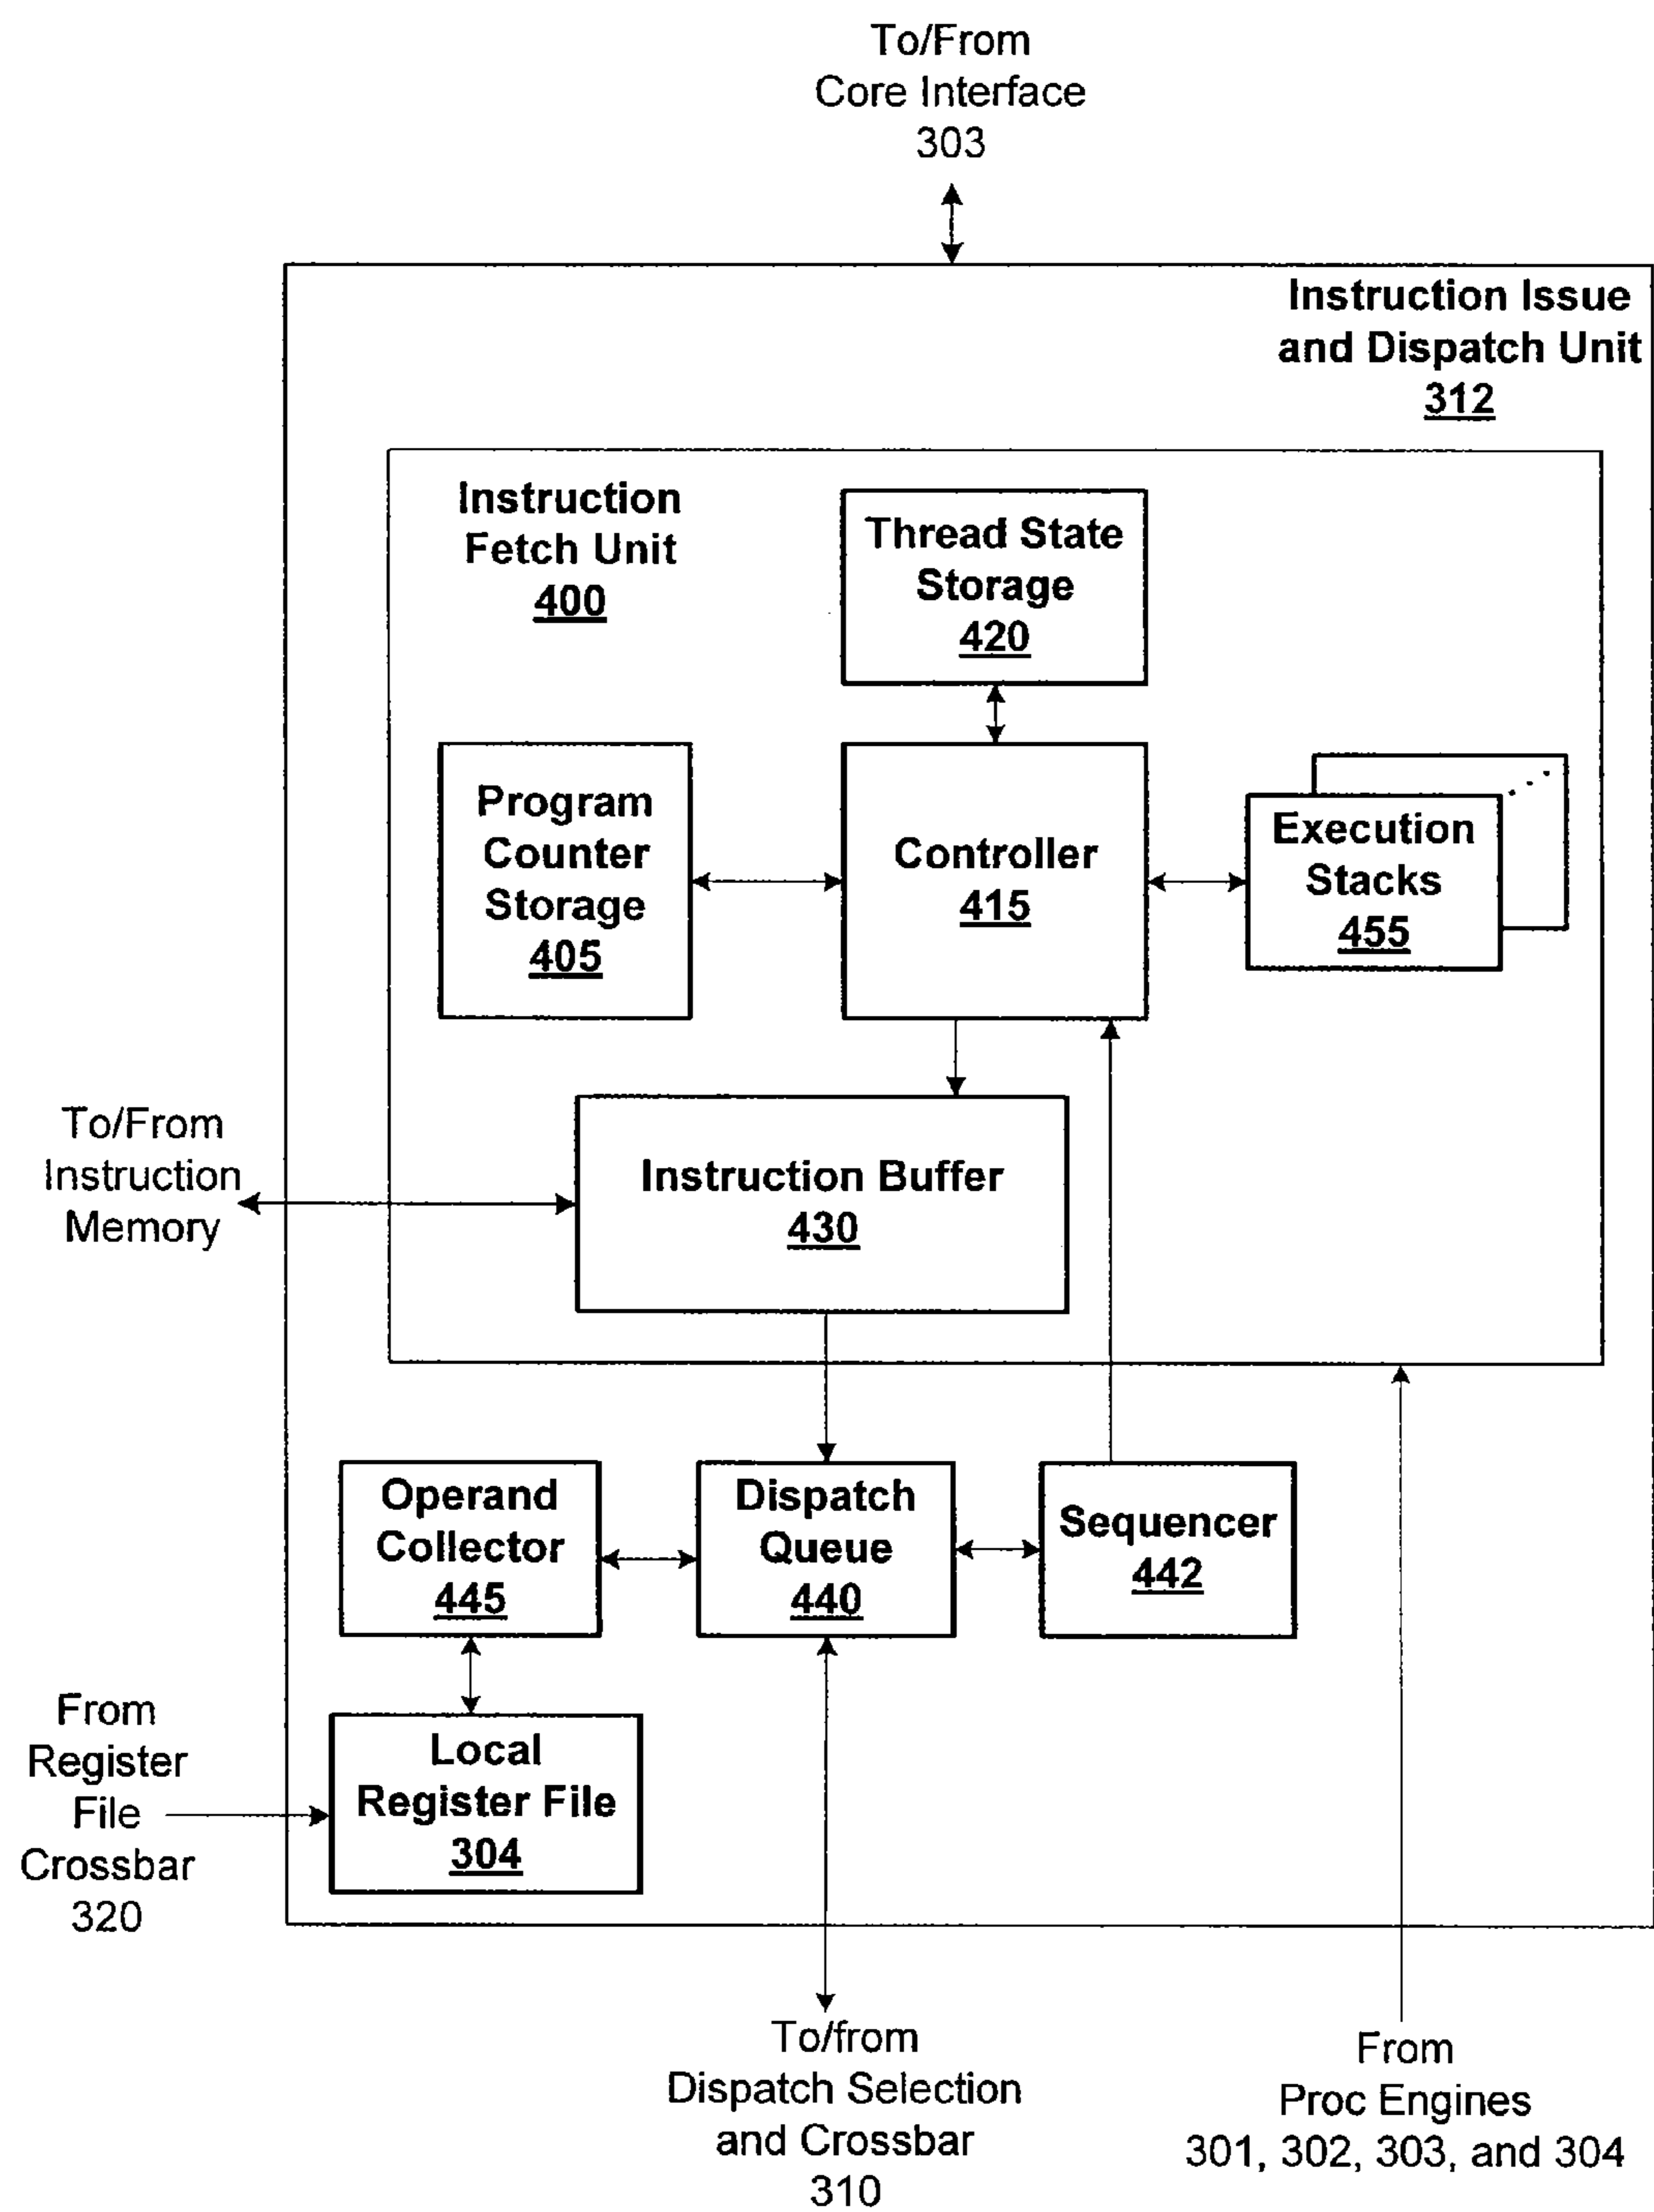 To/From
Core Interface
303
Instruction Issue
and Dispatch Unit
312
Instruction
Fetch Unit
400
Thread State
Storage
420
Program
Counter
Storage
405
Controller
415
Execution
Stacks
455
To/From
Instruction
Memory
Instruction Buffer
430
Operand
Collector
445
Dispatch
Queue
440
Sequencer
442
From
Register
File
Crossbar
320
Local
Register File
304
To/from
Dispatch Selection
and Crossbar
310
From
Proc Engines
301, 302, 303, and 304